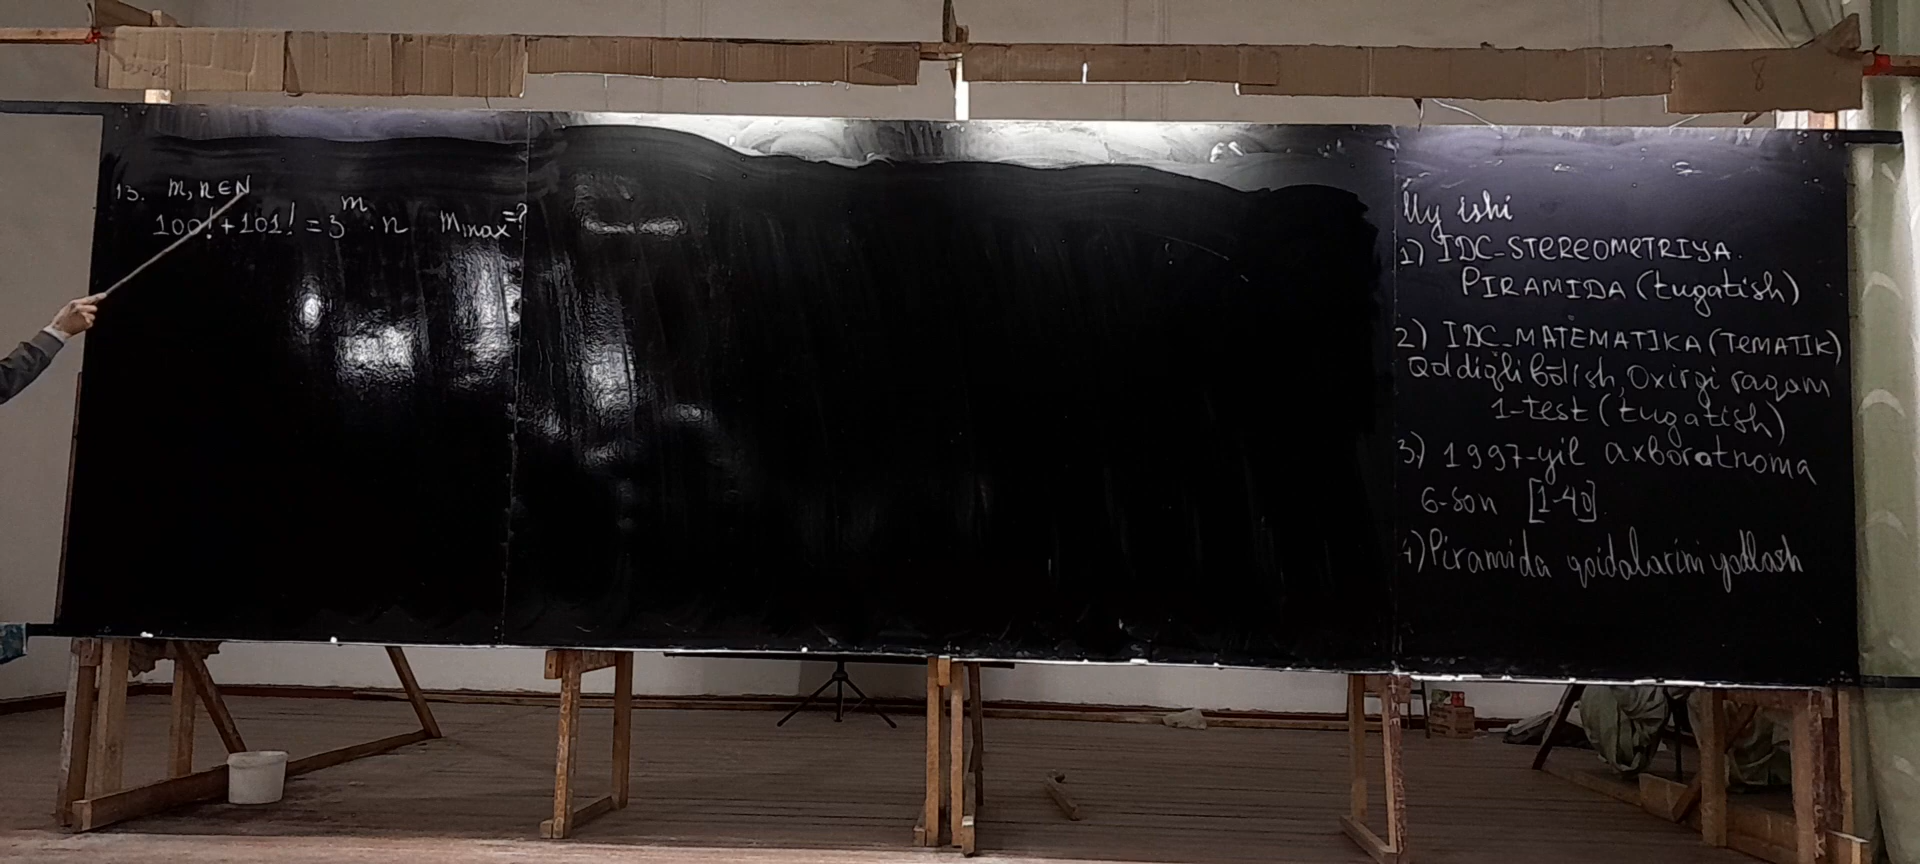 13. m, n ∈ N
100! + 101! = 3^m · n m_max = ?
Uy ishi
1) IDC-STEREOMETRIYA.
PIRAMIDA (tugatish)
2) IDC-MATEMATIKA (TEMATIK)
Qoldiqli bo'lish, Oxirgi raqam
1-test (tugatish)
3) 1997-yil axborotnoma
6-son [1-40]
4) Piramida qoidalarini yodlash
8